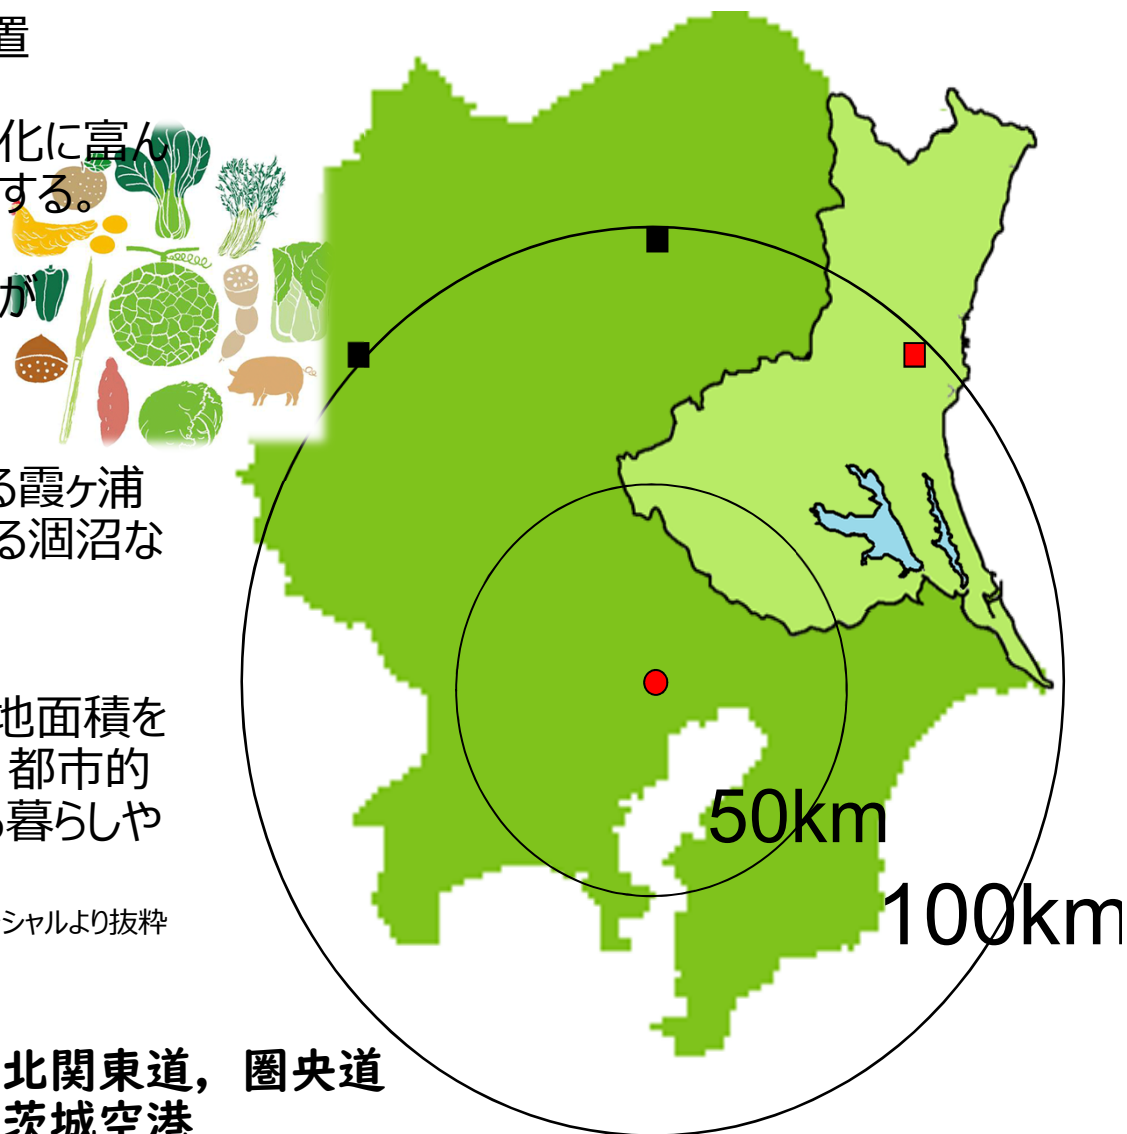 置
化に富ん
する。
が
る霞ヶ浦
る涸沼な
地面積を
都市的
る暮らしや
シャルより抜粋
50km
100km
北関東道，圏央道
茨城空港